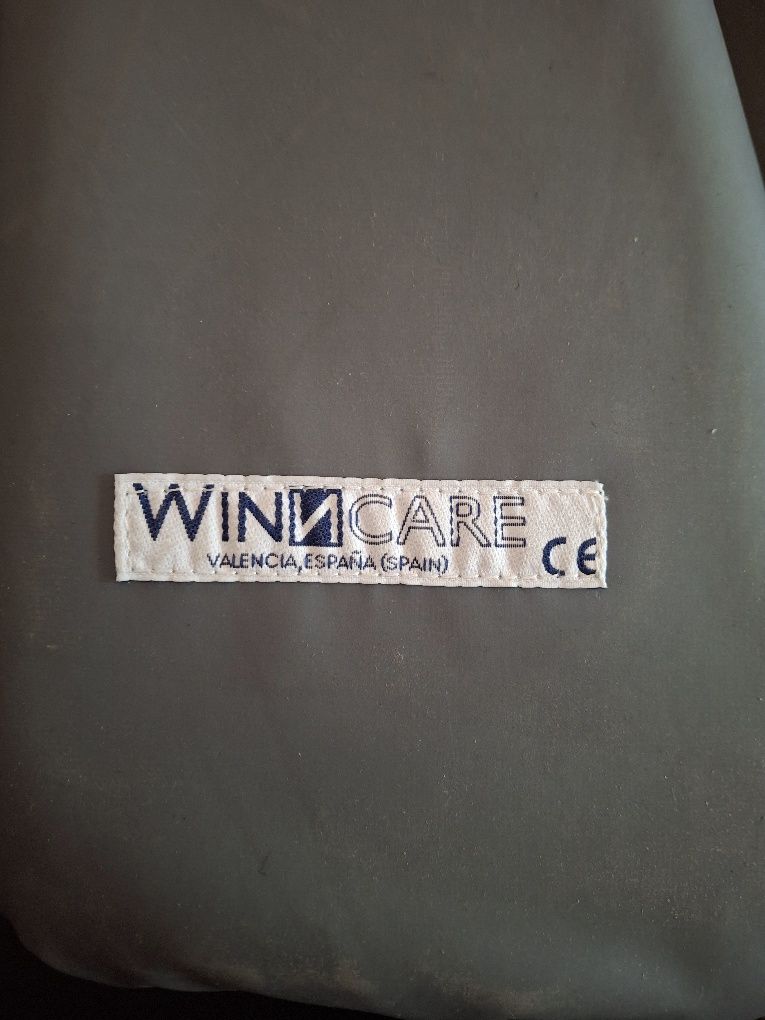 WINNCARE
VALENCIA, ESPAÑA (SPAIN)
CE